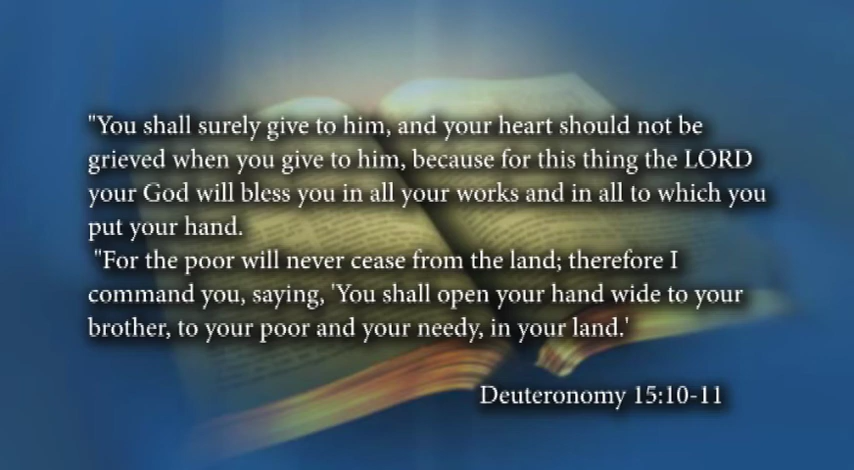 "You shall surely give to him, and your heart should not be
grieved when you give to him, because for this thing the LORD
your God will bless you in all your works and in all to which you
put your hand.
"For the poor will never cease from the land; therefore I
command you, saying, 'You shall open your hand wide to your
brother, to your poor and your needy, in your land.'
Deuteronomy 15:10-11